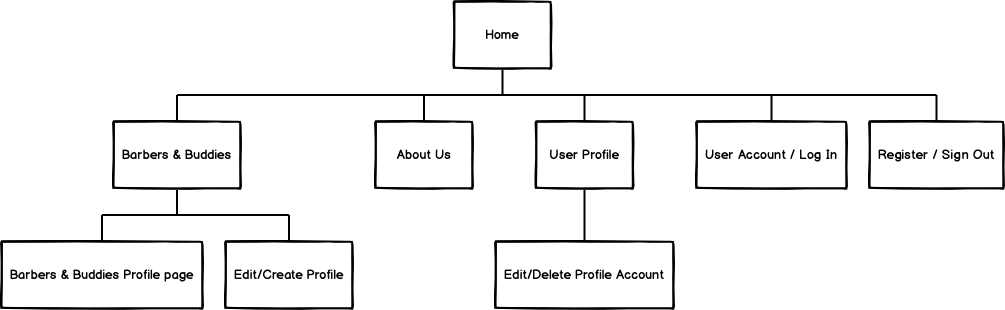 Home
Barbers & Buddies
About Us
User Profile
User Account / Log In
Register / Sign Out
Barbers & Buddies Profile page
Edit/Create Profile
Edit/Delete Profile Account